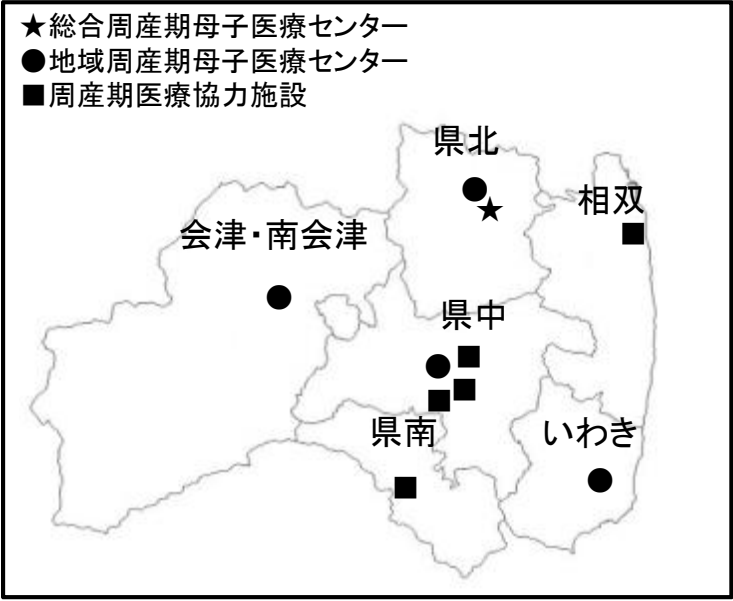 ★総合周産期母子医療センター
●地域周産期母子医療センター
■周産期医療協力施設
県北
相双
会津・南会津
県中
県南
いわき